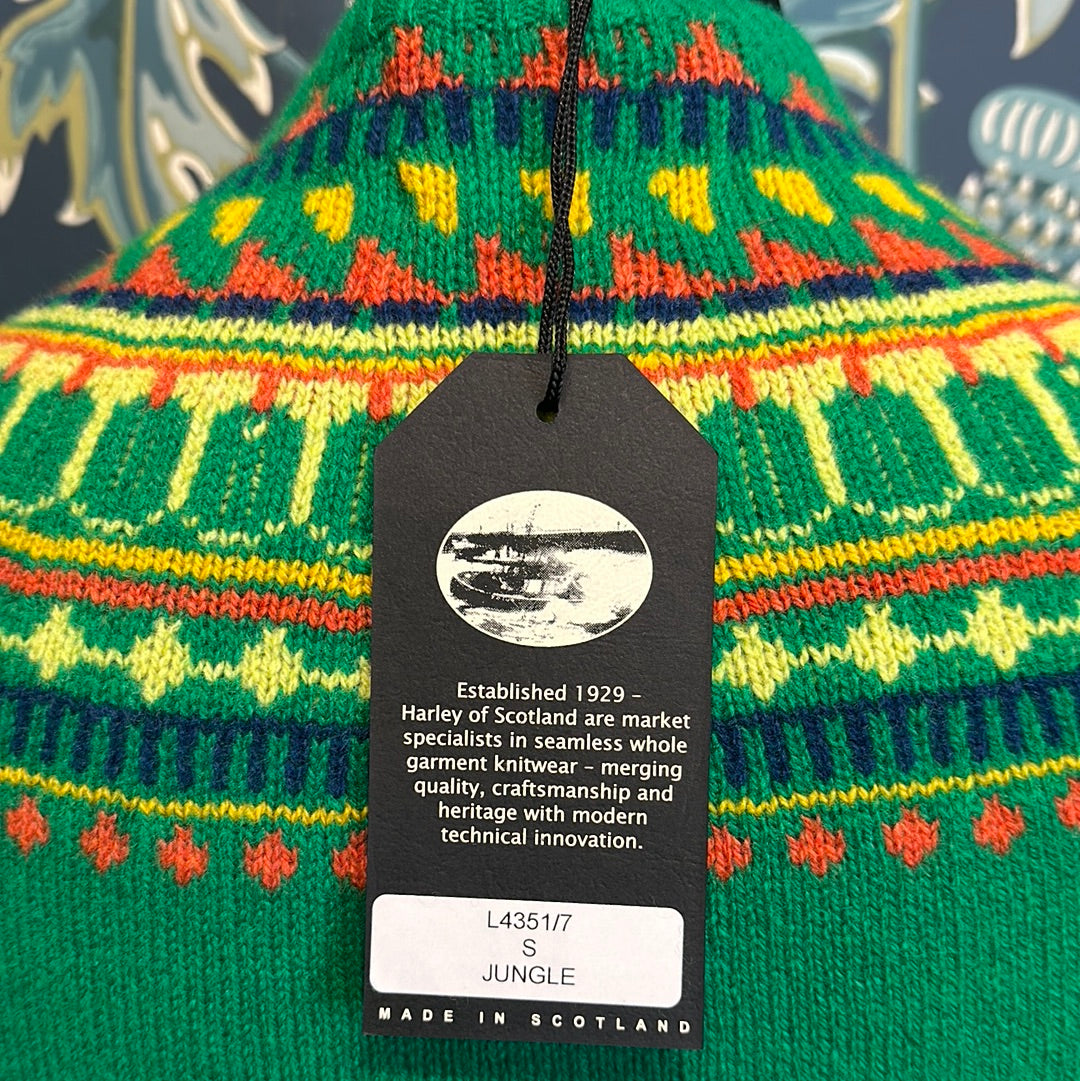 Established 1929 –
Harley of Scotland are market
specialists in seamless whole
garment knitwear – merging
quality, craftsmanship and
heritage with modern
technical innovation.
L4351/7
S
JUNGLE
MADE IN SCOTLAND